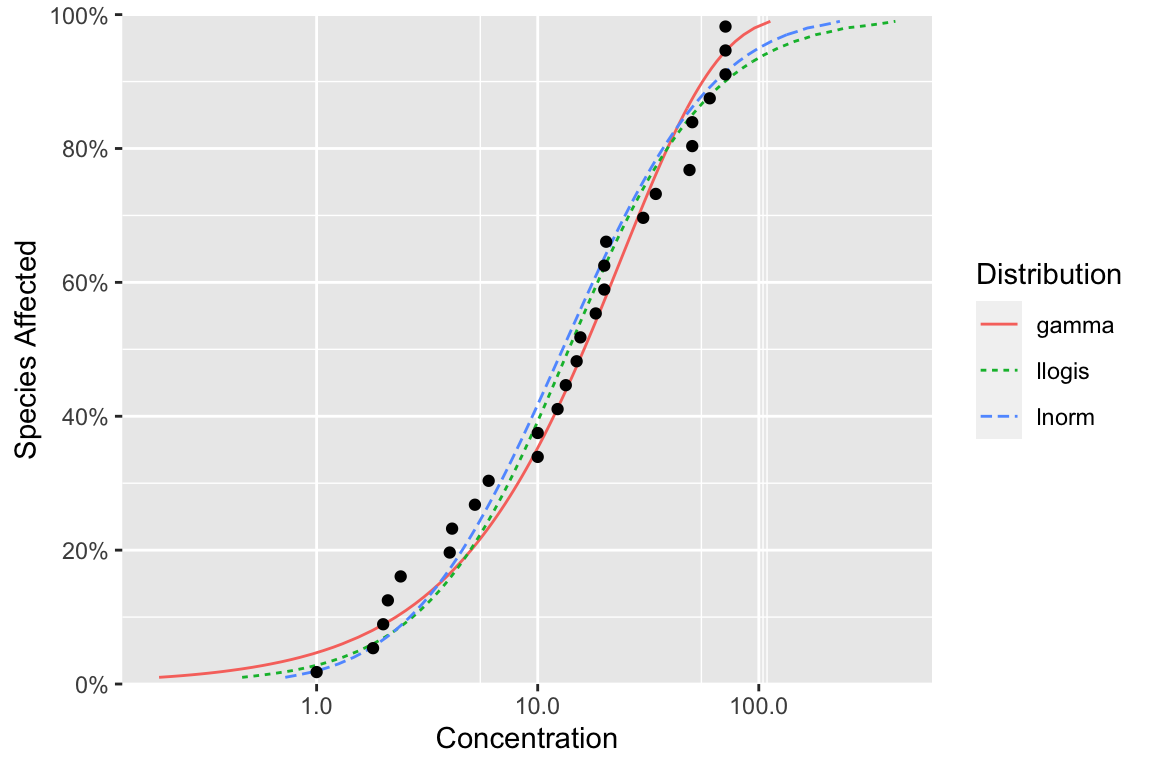 100%
80%
60%
40%
20%
0%
Species Affected
1.0
10.0
100.0
Concentration
Distribution
gamma
llogis
lnorm